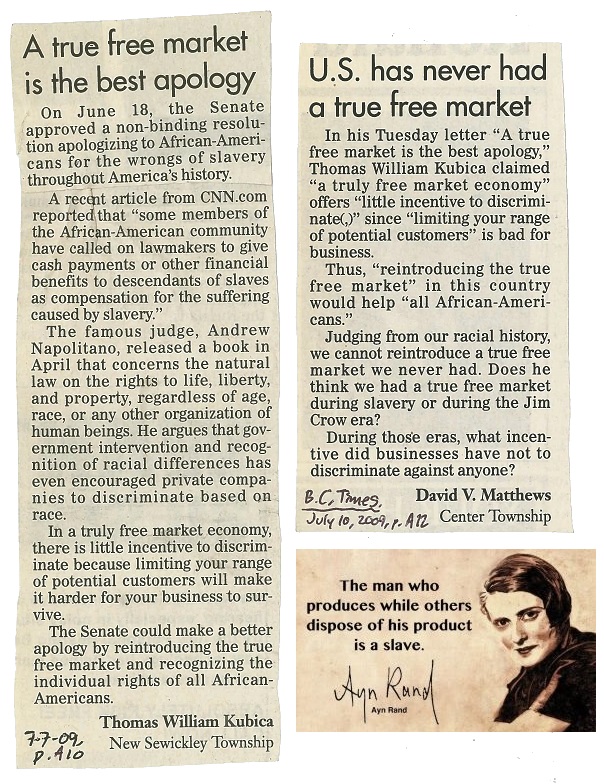 A true free market
is the best apology
On June 18, the Senate
approved a non-binding resolu-
tion apologizing to African-Ameri-
cans for the wrongs of slavery
throughout America's history.
A recent article from CNN.com
reported that "some members of
the African-American community
have called on lawmakers to give
cash payments or other financial
benefits to descendants of slaves
as compensation for the suffering
caused by slavery."
The famous judge, Andrew
Napolitano, released a book in
April that concerns the natural
law on the rights to life, liberty,
and property, regardless of age,
race, or any other organization of
human beings. He argues that gov-
ernment intervention and recog-
nition of racial differences has
even encouraged private compa-
nies to discriminate based on
race.
In a truly free market economy,
there is little incentive to discrim-
inate because limiting your range
of potential customers will make
it harder for your business to sur-
vive.
The Senate could make a better
apology by reintroducing the true
free market and recognizing the
individual rights of all African-
Americans.
Thomas William Kubica
New Sewickley Township
7-7-09,
p. A10
U.S. has never had
a true free market
In his Tuesday letter "A true
free market is the best apology,"
Thomas William Kubica claimed
"a truly free market economy"
offers "little incentive to discrimi-
nate(,)" since "limiting your range
of potential customers" is bad for
business.
Thus, "reintroducing the true
free market" in this country
would help "all African-Ameri-
cans."
Judging from our racial history,
we cannot reintroduce a true free
market we never had. Does he
think we had a true free market
during slavery or during the Jim
Crow era?
During those eras, what incen-
tive did businesses have not to
discriminate against anyone?
David V. Matthews
Center Township
B.C. Times,
July 10, 2009, p. A12
The man who
produces while others
dispose of his product
is a slave.
Ayn Rand
Ayn Rand